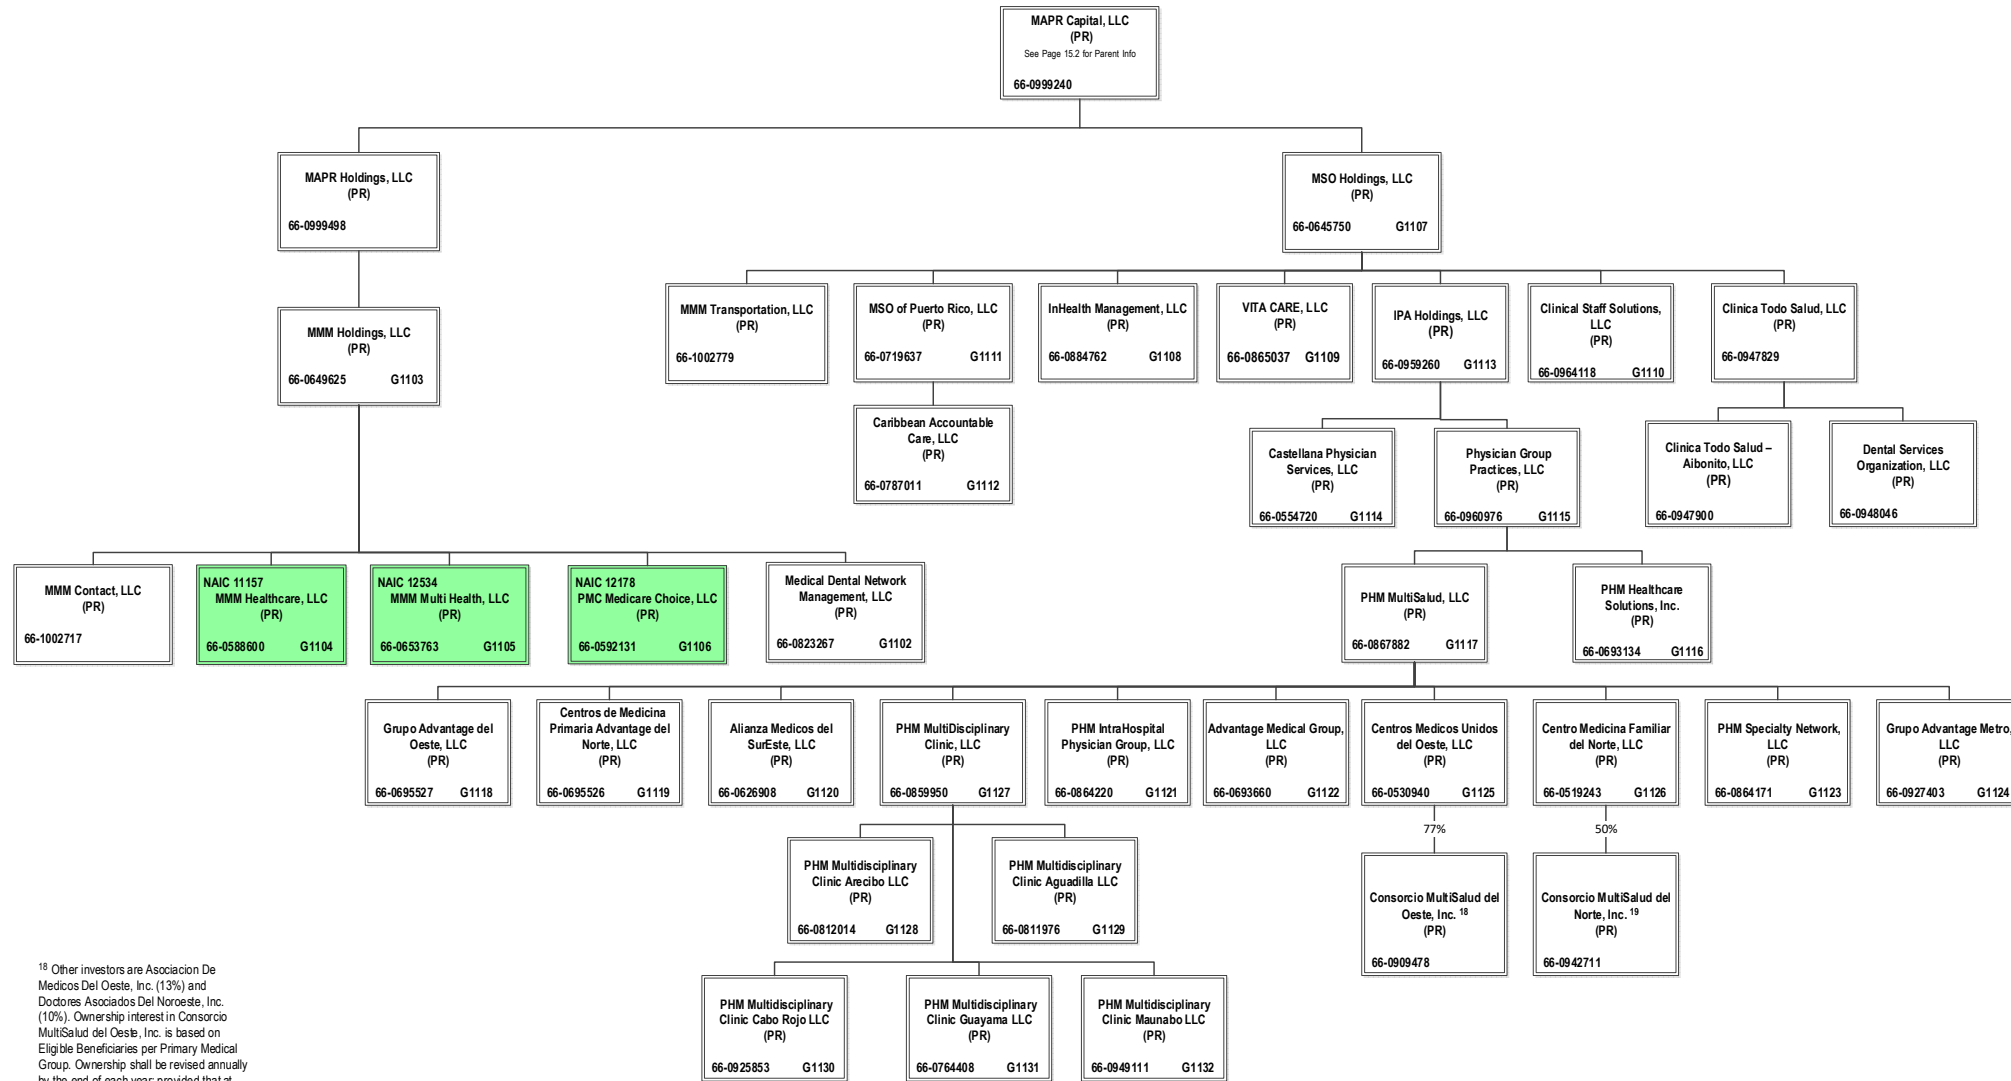 MAPR Capital, LLC
(PR)
See Page 15.2 for Parent Info
66-0999240
MAPR Holdings, LLC
(PR)
66-0999498
MSO Holdings, LLC
(PR)
66-0645750 G1107
MMM Holdings, LLC
(PR)
66-0649625 G1103
MMM Transportation, LLC
(PR)
66-1002779
MSO of Puerto Rico, LLC
(PR)
66-0719637 G1111
InHealth Management, LLC
(PR)
66-0884762 G1108
VITA CARE, LLC
(PR)
66-0865037 G1109
IPA Holdings, LLC
(PR)
66-0959260 G1113
Clinical Staff Solutions,
LLC
(PR)
66-0964118 G1110
Clinica Todo Salud, LLC
(PR)
66-0947829
Caribbean Accountable
Care, LLC
(PR)
66-0787011 G1112
Castellana Physician
Services, LLC
(PR)
66-0554720 G1114
Physician Group
Practices, LLC
(PR)
66-0960976 G1115
Clinica Todo Salud –
Aibonito, LLC
(PR)
66-0947900
Dental Services
Organization, LLC
(PR)
66-0948046
MMM Contact, LLC
(PR)
66-1002717
NAIC 11157
MMM Healthcare, LLC
(PR)
66-0588600 G1104
NAIC 12534
MMM Multi Health, LLC
(PR)
66-0653763 G1105
NAIC 12178
PMC Medicare Choice, LLC
(PR)
66-0592131 G1106
Medical Dental Network
Management, LLC
(PR)
66-0823267 G1102
PHM MultiSalud, LLC
(PR)
66-0867882 G1117
PHM Healthcare
Solutions, Inc.
(PR)
66-0693134 G1116
Grupo Advantage del
Oeste, LLC
(PR)
66-0695527 G1118
Centros de Medicina
Primaria Advantage del
Norte, LLC
(PR)
66-0695526 G1119
Alianza Medicos del
SurEste, LLC
(PR)
66-0626908 G1120
PHM MultiDisciplinary
Clinic, LLC
(PR)
66-0859950 G1127
PHM IntraHospital
Physician Group, LLC
(PR)
66-0864220 G1121
Advantage Medical Group,
LLC
(PR)
66-0693660 G1122
Centros Medicos Unidos
del Oeste, LLC
(PR)
66-0530940 G1125
Centro Medicina Familiar
del Norte, LLC
(PR)
66-0519243 G1126
PHM Specialty Network,
LLC
(PR)
66-0864171 G1123
Grupo Advantage Metro,
LLC
(PR)
66-0927403 G1124
77%
50%
PHM Multidisciplinary
Clinic Arecibo LLC
(PR)
66-0812014 G1128
PHM Multidisciplinary
Clinic Aguadilla LLC
(PR)
66-0811976 G1129
Consorcio MultiSalud del
Oeste, Inc. 18
(PR)
66-0909478
Consorcio MultiSalud del
Norte, Inc. 19
(PR)
66-0942711
PHM Multidisciplinary
Clinic Cabo Rojo LLC
(PR)
66-0925853 G1130
PHM Multidisciplinary
Clinic Guayama LLC
(PR)
66-0764408 G1131
PHM Multidisciplinary
Clinic Maunabo LLC
(PR)
66-0949111 G1132
18 Other investors are Asociacion De
Medicos Del Oeste, Inc. (13%) and
Doctores Asociados Del Noroeste, Inc.
(10%). Ownership interest in Consorcio
MultiSalud del Oeste, Inc. is based on
Eligible Beneficiaries per Primary Medical
Group. Ownership shall be revised annually
by the end of each year; provided that at